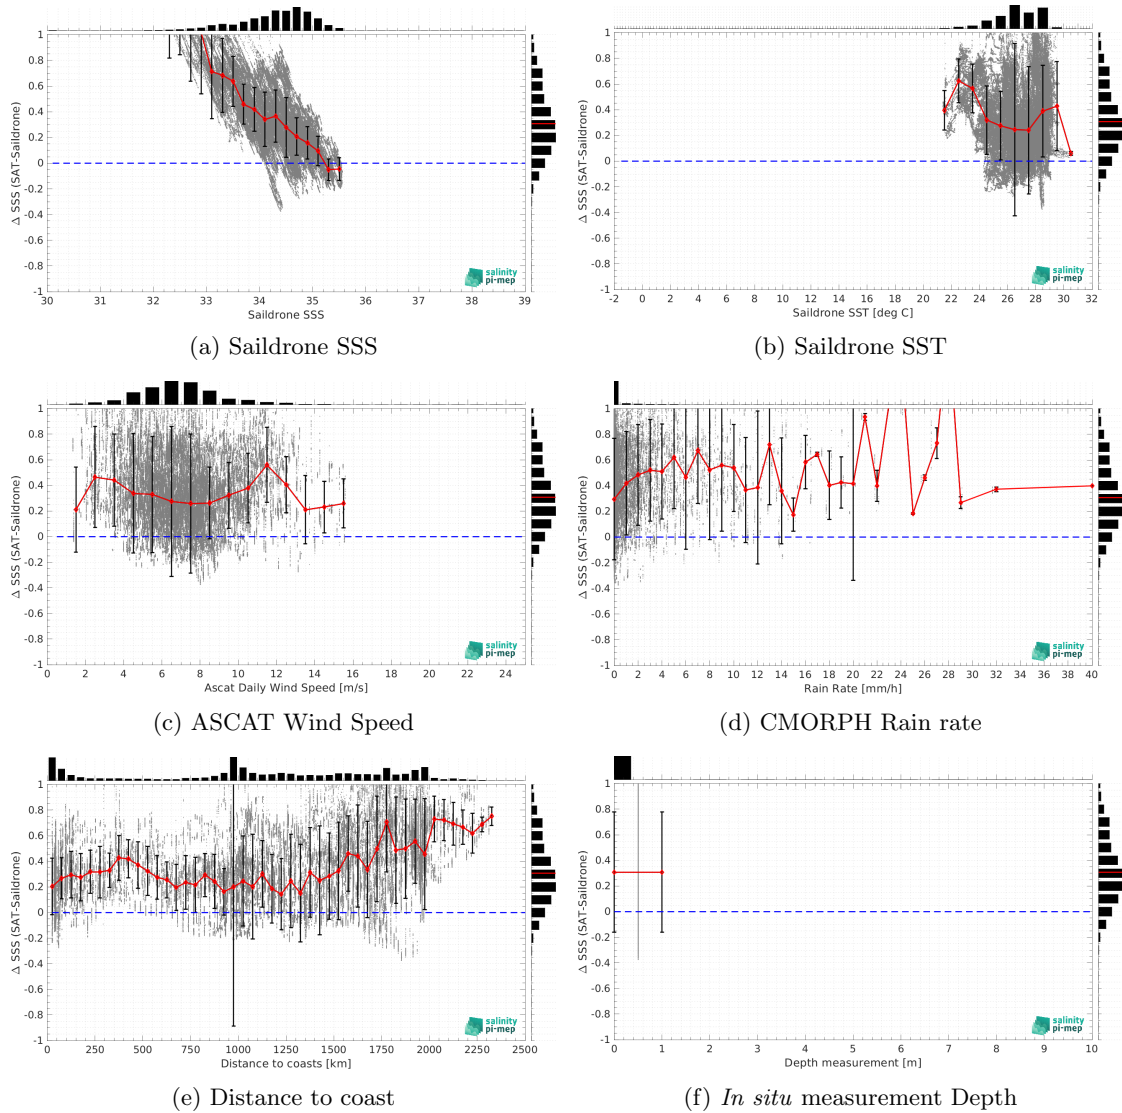 1
0.8
0.6
0.4
0.2
0
-0.2
-0.4
-0.6
-0.8
-1
Δ SSS (SAT-Saildrone)
salinity
pi-mep
30 31 32 33 34 35 36 37 38 39
Saildrone SSS
(a) Saildrone SSS
1
0.8
0.6
0.4
0.2
0
-0.2
-0.4
-0.6
-0.8
-1
Δ SSS (SAT-Saildrone)
salinity
pi-mep
-2 0 2 4 6 8 10 12 14 16 18 20 22 24 26 28 30 32
Saildrone SST [deg C]
(b) Saildrone SST
1
0.8
0.6
0.4
0.2
0
-0.2
-0.4
-0.6
-0.8
-1
Δ SSS (SAT-Saildrone)
salinity
pi-mep
0 2 4 6 8 10 12 14 16 18 20 22 24
Ascat Daily Wind Speed [m/s]
(c) ASCAT Wind Speed
1
0.8
0.6
0.4
0.2
0
-0.2
-0.4
-0.6
-0.8
-1
Δ SSS (SAT-Saildrone)
salinity
pi-mep
0 2 4 6 8 10 12 14 16 18 20 22 24 26 28 30 32 34 36 38 40
Rain Rate [mm/h]
(d) CMORPH Rain rate
1
0.8
0.6
0.4
0.2
0
-0.2
-0.4
-0.6
-0.8
-1
Δ SSS (SAT-Saildrone)
salinity
pi-mep
0 250 500 750 1000 1250 1500 1750 2000 2250 2500
Distance to coasts [km]
(e) Distance to coast
1
0.8
0.6
0.4
0.2
0
-0.2
-0.4
-0.6
-0.8
-1
Δ SSS (SAT-Saildrone)
salinity
pi-mep
0 1 2 3 4 5 6 7 8 9 10
Depth measurement [m]
(f) In situ measurement Depth